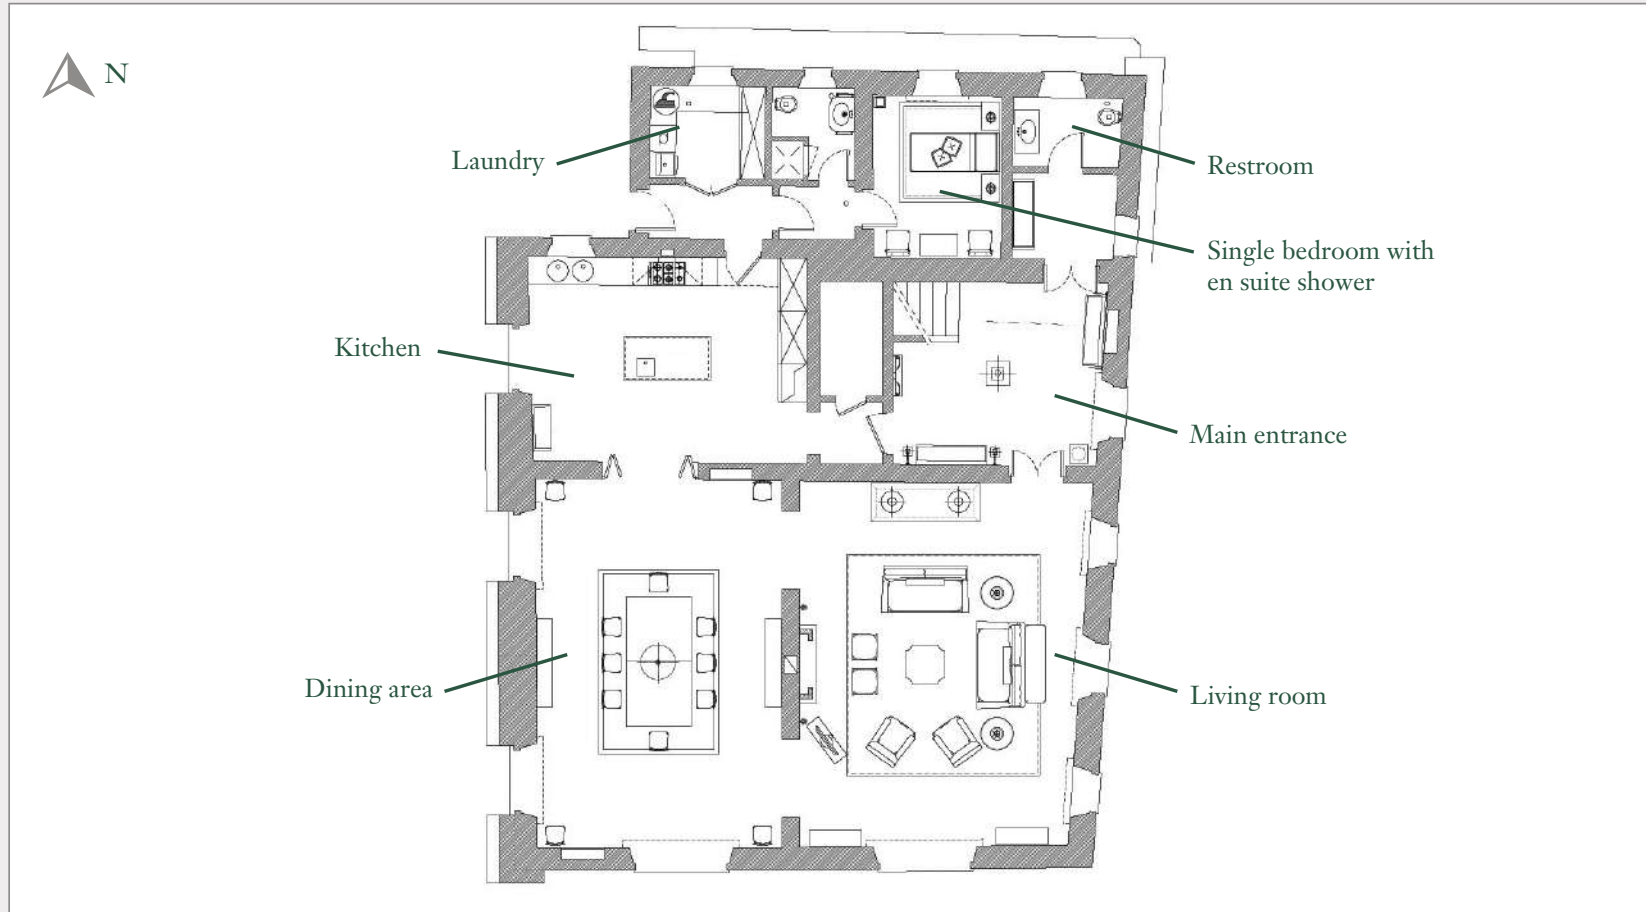 N
Laundry
Restroom
Single bedroom with
en suite shower
Kitchen
Main entrance
Dining area
Living room